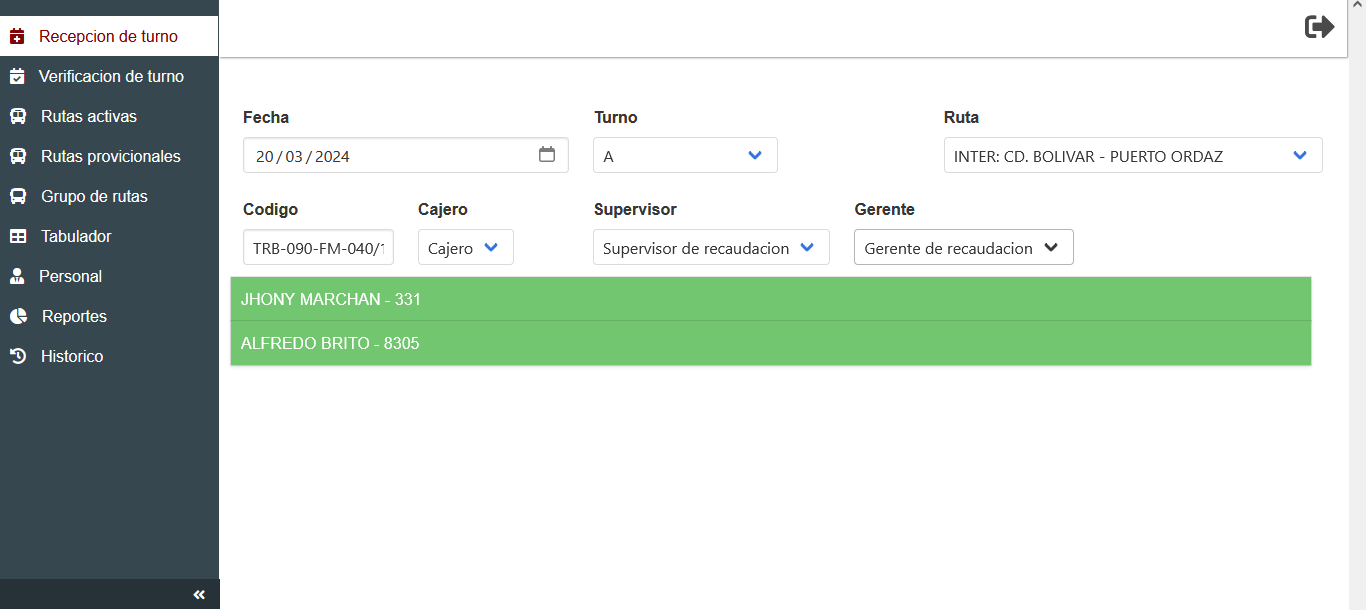 Recepcion de turno
Verificacion de turno
Rutas activas
Rutas provicionales
Grupo de rutas
Tabulador
Personal
Reportes
Historico
Fecha
Turno
Ruta
20/03/2024
A
INTER: CD. BOLIVAR - PUERTO ORDAZ
Codigo
Cajero
Supervisor
Gerente
TRB-090-FM-040/1
Cajero
Supervisor de recaudacion
Gerente de recaudacion
JHONY MARCHAN - 331
ALFREDO BRITO - 8305